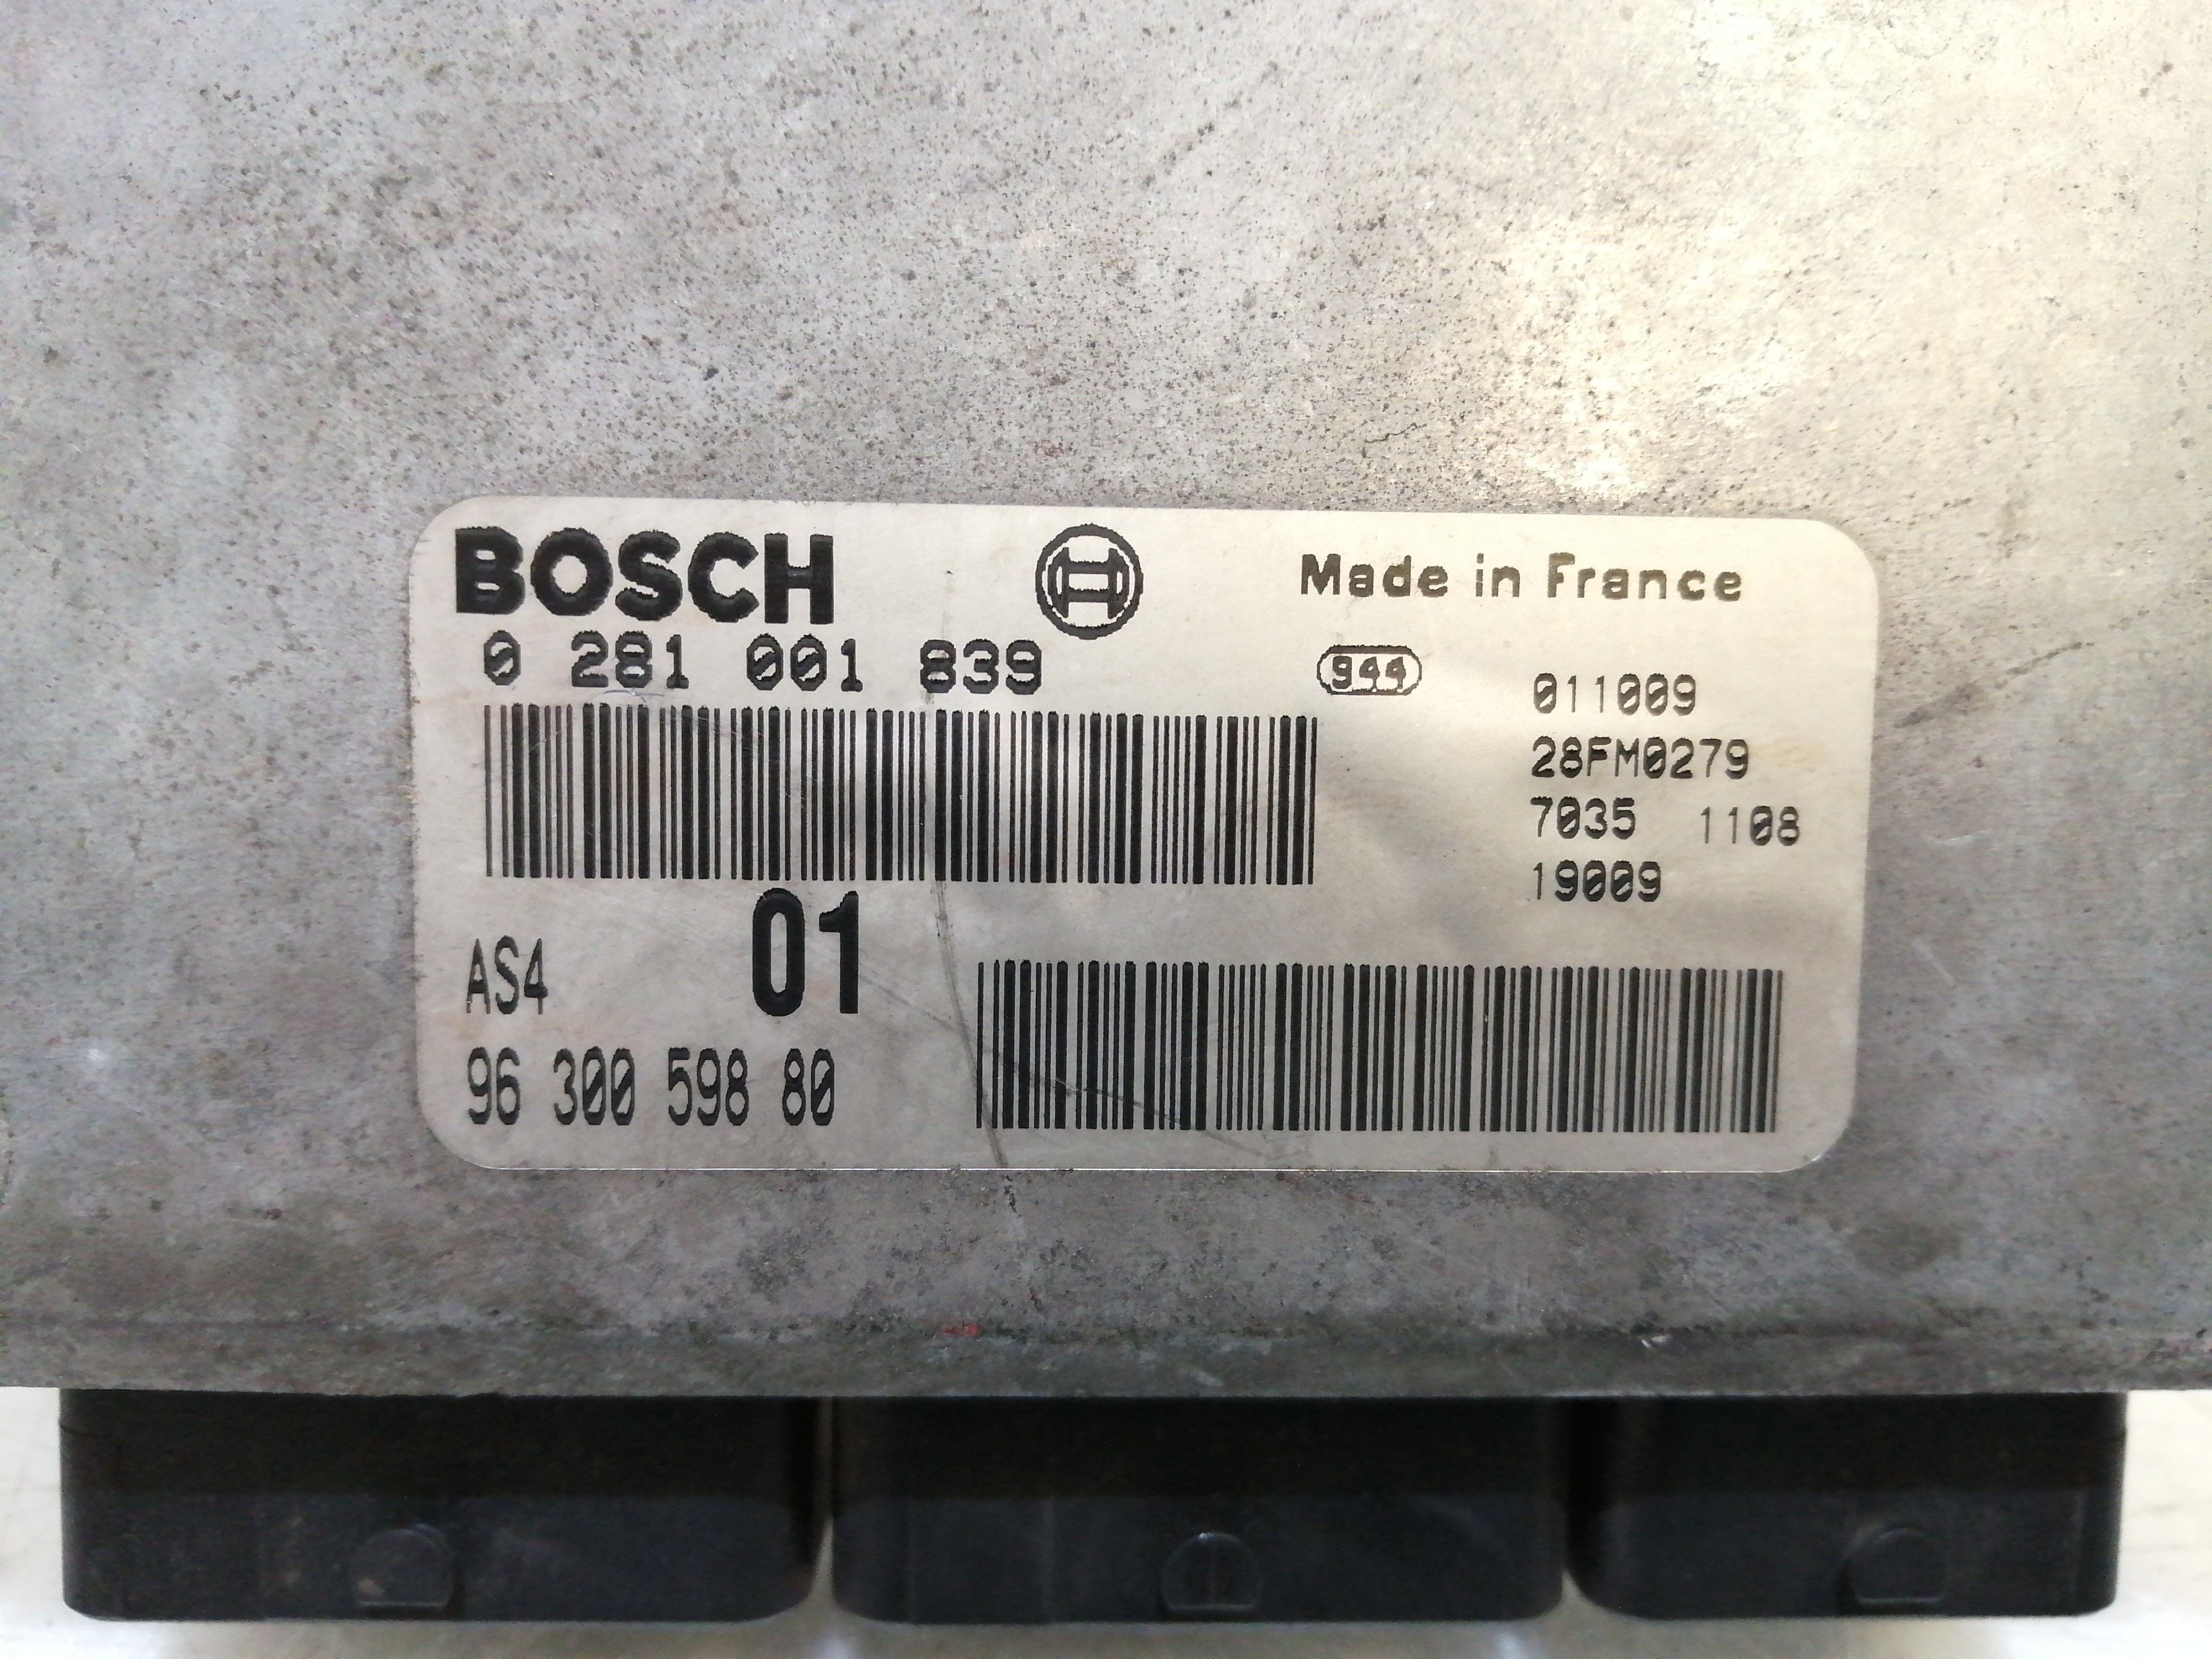 BOSCH
Made in France
0 281 001 839
944
011009
28FM0279
7035 1108
19009
AS4 01
96 300 598 80